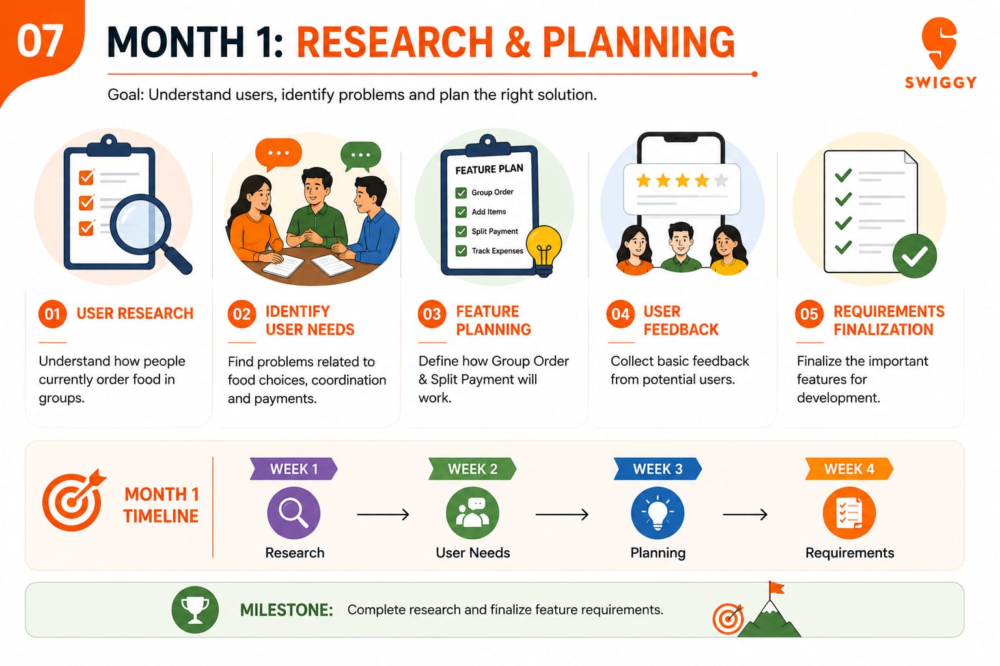 07
MONTH 1: RESEARCH & PLANNING
SWIGGY
Goal: Understand users, identify problems and plan the right solution.
FEATURE PLAN
Group Order
Add Items
Split Payment
Track Expenses
01 USER RESEARCH
Understand how people
currently order food in
groups.
02 IDENTIFY
USER NEEDS
Find problems related to
food choices, coordination
and payments.
03 FEATURE
PLANNING
Define how Group Order
& Split Payment will
work.
04 USER
FEEDBACK
Collect basic feedback
from potential users.
05 REQUIREMENTS
FINALIZATION
Finalize the important
features for
development.
MONTH 1
TIMELINE
WEEK 1
Research
WEEK 2
User Needs
WEEK 3
Planning
WEEK 4
Requirements
MILESTONE: Complete research and finalize feature requirements.